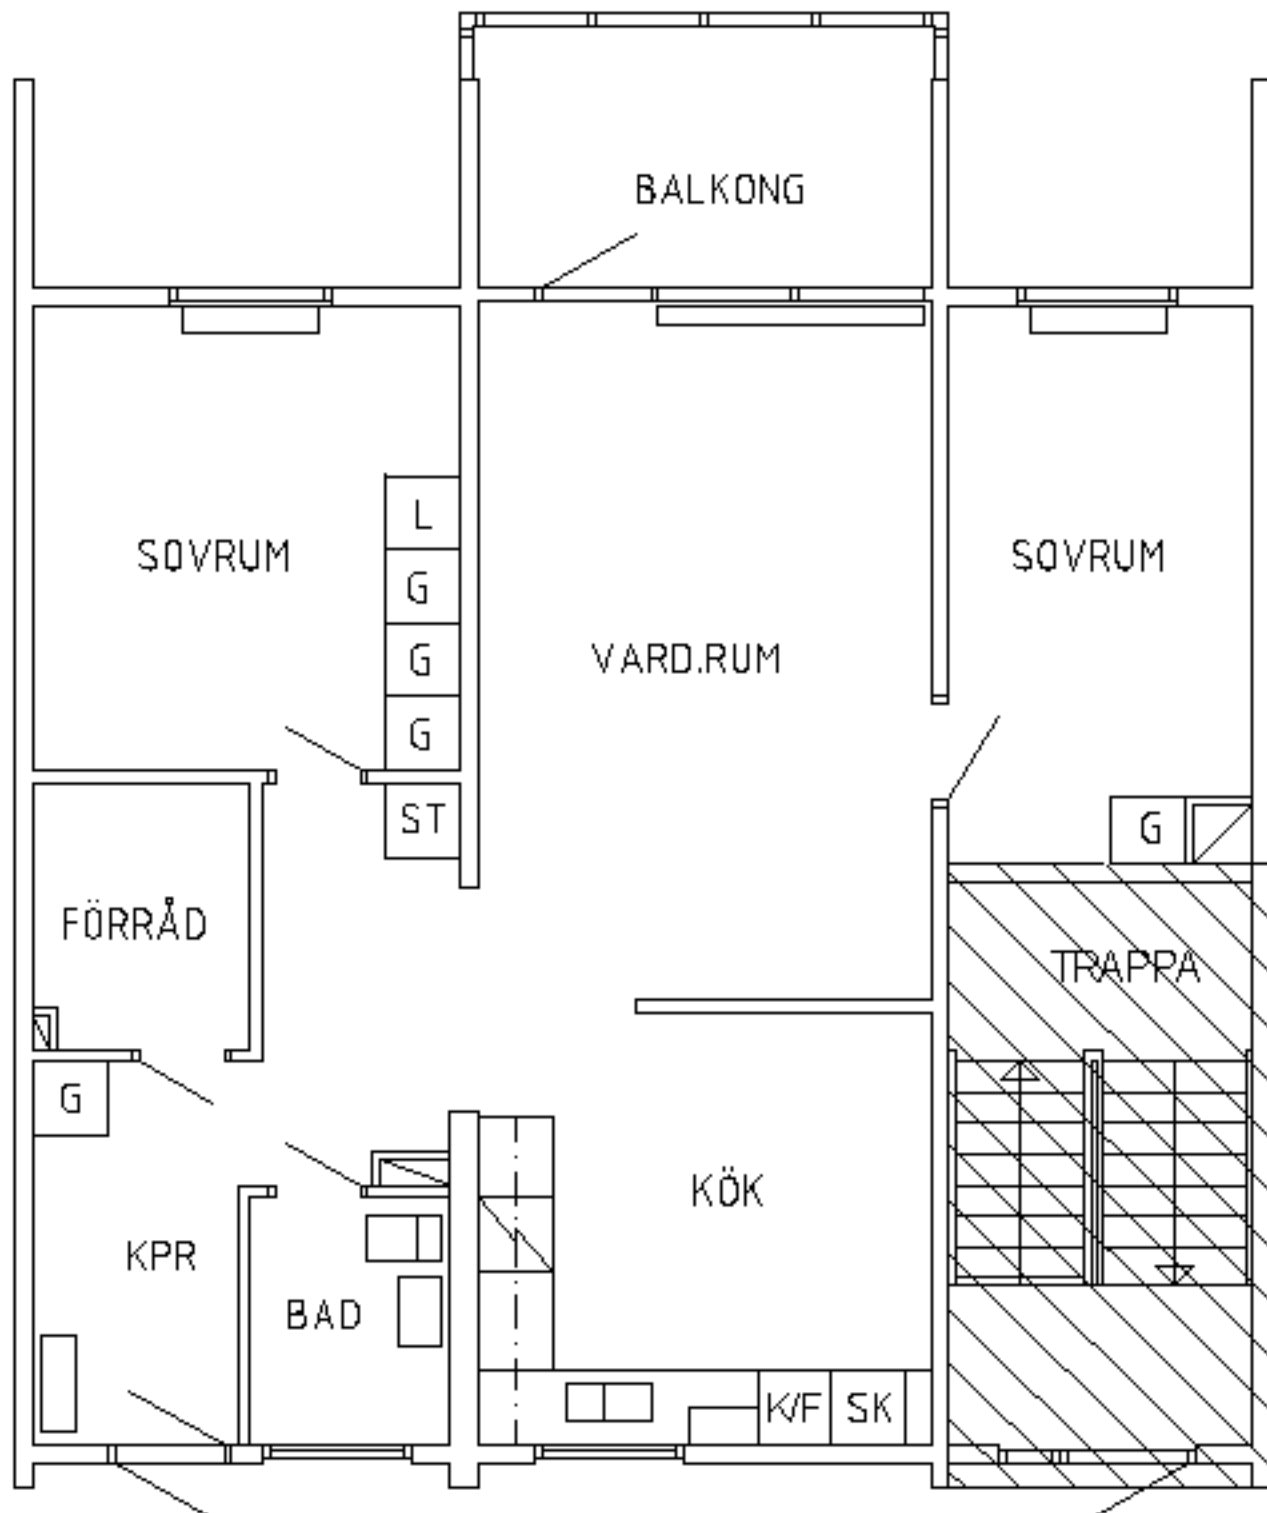 BALKONG
L
SOVRUM
SOVRUM
G
G
VARD.RUM
G
ST
G
FÖRRÅD
TRAPPA
G
KÖK
KPR
BAD
K/F
SK